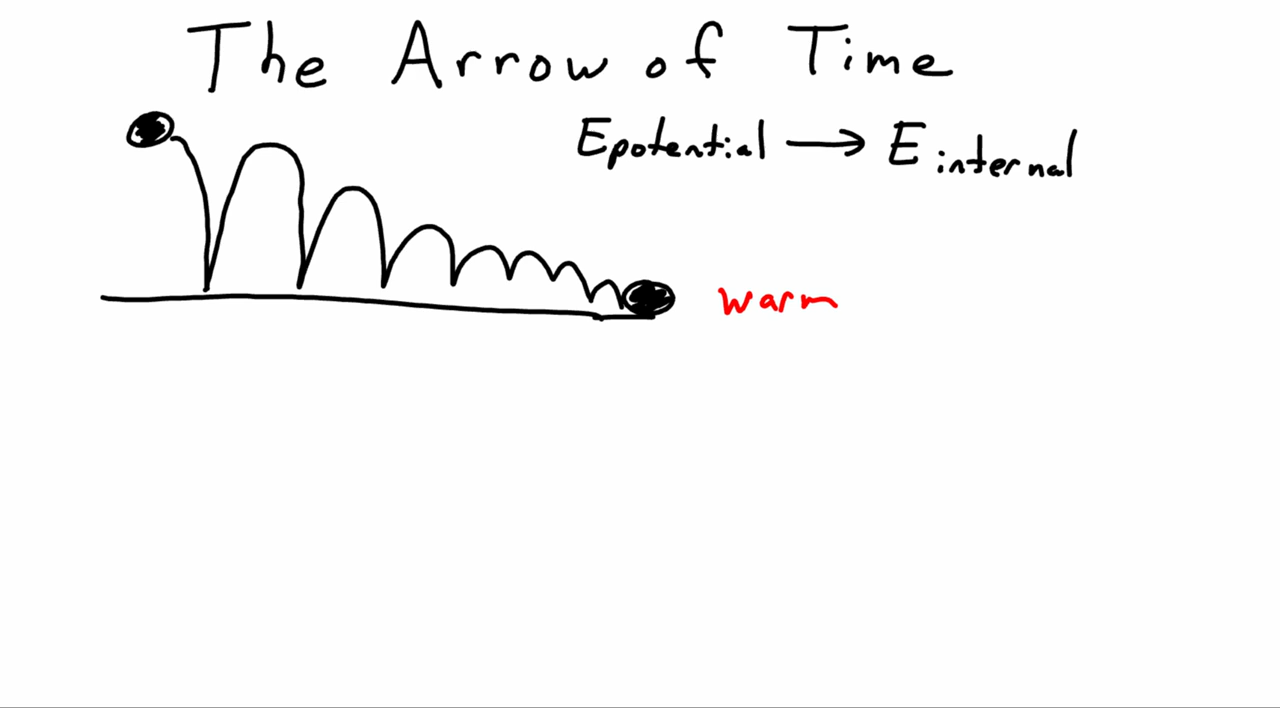 The Arrow of Time
Epotential → Einternal
warm